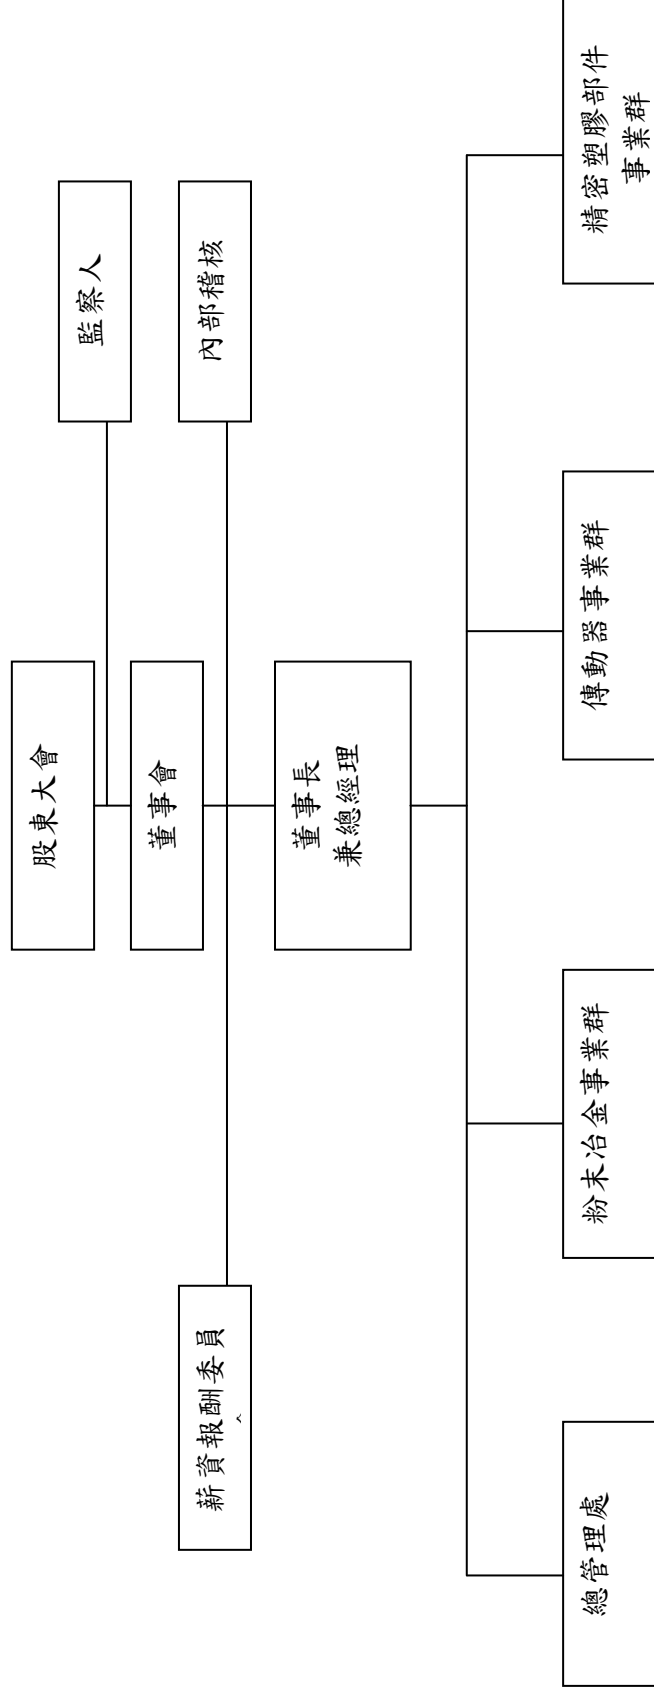 股東大會
監察人
董事會
薪資報酬委員
內部稽核
董事長
兼總經理
總管理處
粉末冶金事業群
傳動器事業群
精密塑膠部件
事業群